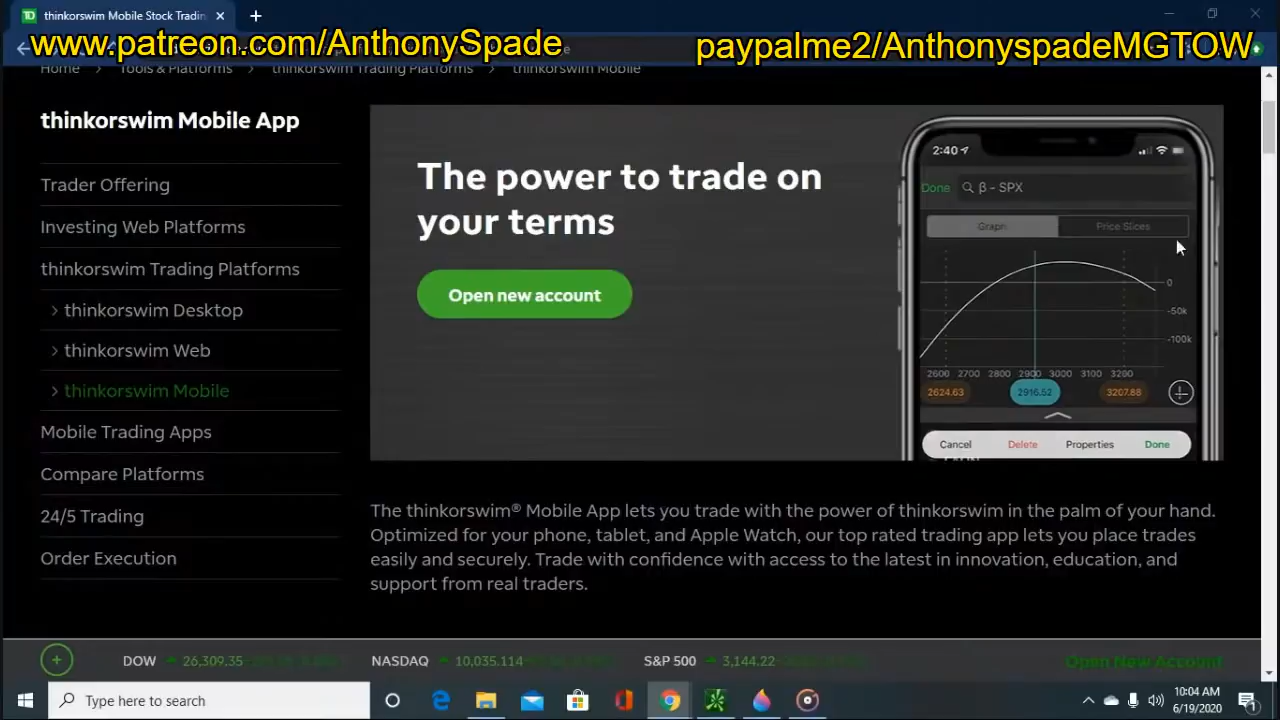 thinkorswim Mobile Stock Trading
www.patreon.com/AnthonySpade
paypalme2/AnthonyspadeMGTOW
Home > Tools & Platforms > thinkorswim Trading Platforms > thinkorswim Mobile
thinkorswim Mobile App
Trader Offering
Investing Web Platforms
thinkorswim Trading Platforms
> thinkorswim Desktop
> thinkorswim Web
> thinkorswim Mobile
Mobile Trading Apps
Compare Platforms
24/5 Trading
Order Execution
The power to trade on
your terms
Open new account
2:40
Done β - SPX
Graph Price Slices
0
-50k
-100k
2600 2700 2800 2900 3000 3100 3200
2624.63 2916.52 3207.88
Cancel Delete Properties Done
The thinkorswim® Mobile App lets you trade with the power of thinkorswim in the palm of your hand.
Optimized for your phone, tablet, and Apple Watch, our top rated trading app lets you place trades
easily and securely. Trade with confidence with access to the latest in innovation, education, and
support from real traders.
DOW 26,309.35 NASDAQ 10,035.114 S&P 500 3,144.22 Open New Account
Type here to search
10:04 AM
6/19/2020
1